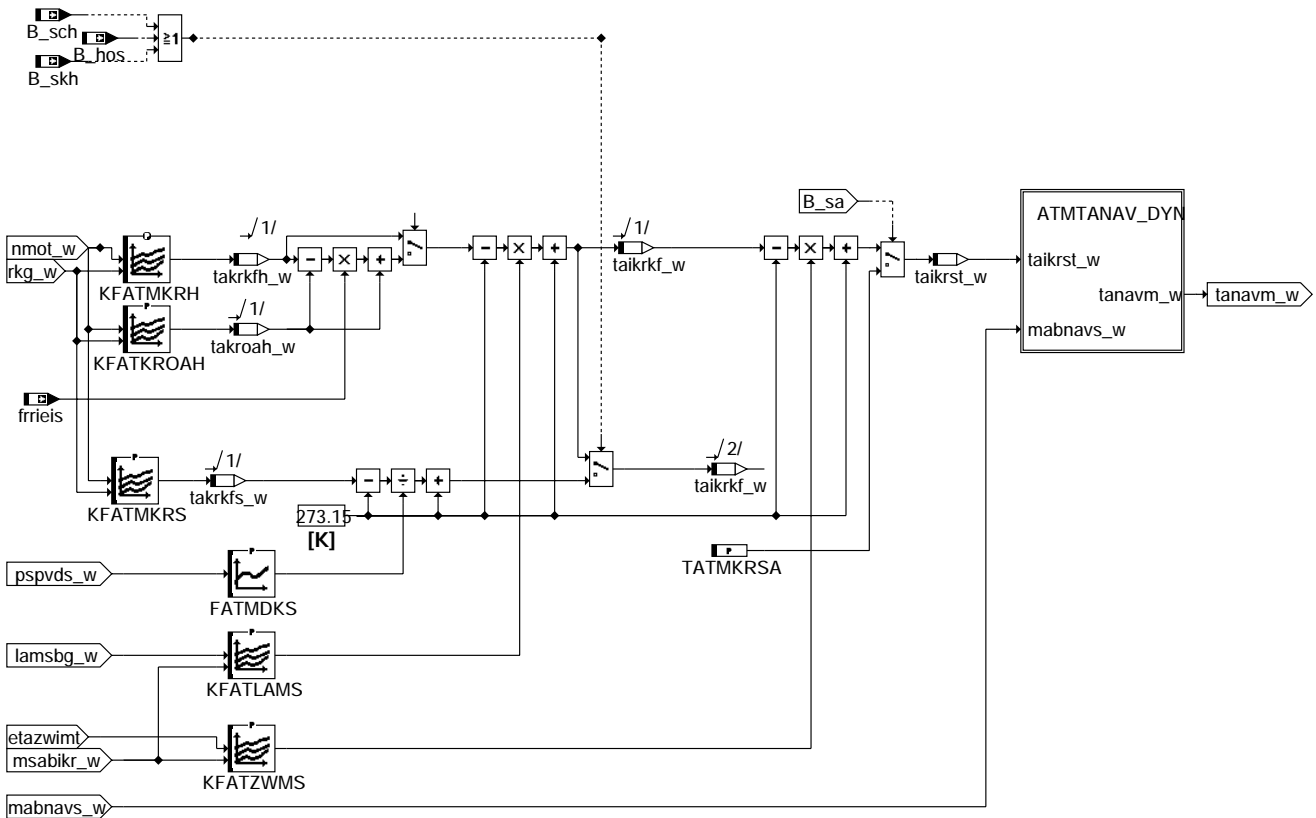 B_sch
≥1
B_hos
B_skh
B_sa
ATMTANAV_DYN
/1/
/1/
nmot_w
rkg_w
takrkfh_w
- × +
- × +
taikrkf_w
- × +
taikrst_w
taikrst_w
KFATMKRH
tanavm_w
tanavm_w
P
/1/
mabnavs_w
takroah_w
KFATKROAH
frrieis
P
/1/
/2/
takrkfs_w
- ÷ +
taikrkf_w
KFATMKRS
273.15
[K]
P
TATMKRSA
P
pspvds_w
FATMDKS
P
lamsbg_w
KFATLAMS
P
etazwimt
msabikr_w
KFATZWMS
mabnavs_w